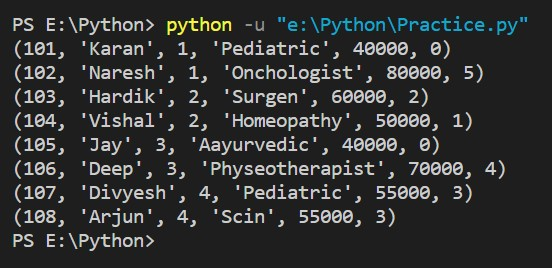 PS E:\Python> python -u "e:\Python\Practice.py"
(101, 'Karan', 1, 'Pediatric', 40000, 0)
(102, 'Naresh', 1, 'Onchologist', 80000, 5)
(103, 'Hardik', 2, 'Surgen', 60000, 2)
(104, 'Vishal', 2, 'Homeopathy', 50000, 1)
(105, 'Jay', 3, 'Aayurvedic', 40000, 0)
(106, 'Deep', 3, 'Physeotherapist', 70000, 4)
(107, 'Divyesh', 4, 'Pediatric', 55000, 3)
(108, 'Arjun', 4, 'Scin', 55000, 3)
PS E:\Python>